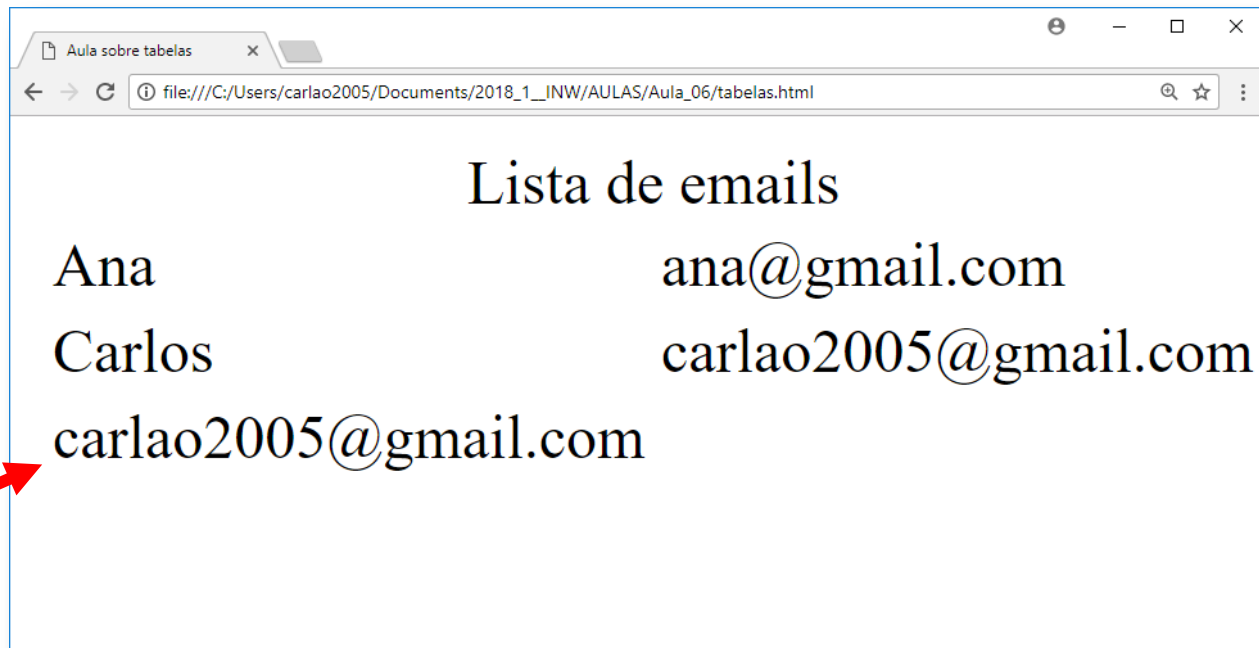 Aula sobre tabelas
file:///C:/Users/carlao2005/Documents/2018_1__INW/AULAS/Aula_06/tabelas.html
Lista de emails
Ana ana@gmail.com
Carlos carlao2005@gmail.com
carlao2005@gmail.com